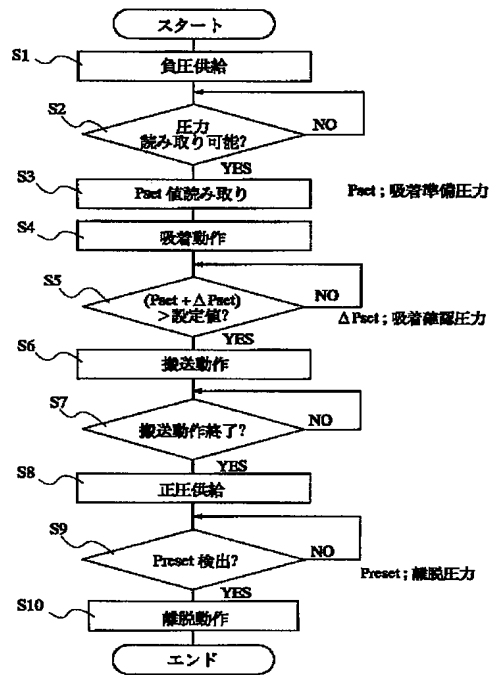 スタート
S1
負圧供給
S2
圧力
読み取り可能?
NO
YES
S3
Pset 値読み取り
Pset ; 吸着準備圧力
S4
吸着動作
S5
(Pset + Δ Pset)
> 設定値?
NO
Δ Pset ; 吸着確認圧力
YES
S6
搬送動作
S7
搬送動作終了?
NO
YES
S8
正圧供給
S9
Preset 検出?
NO
Preset ; 離脱圧力
YES
S10
離脱動作
エンド